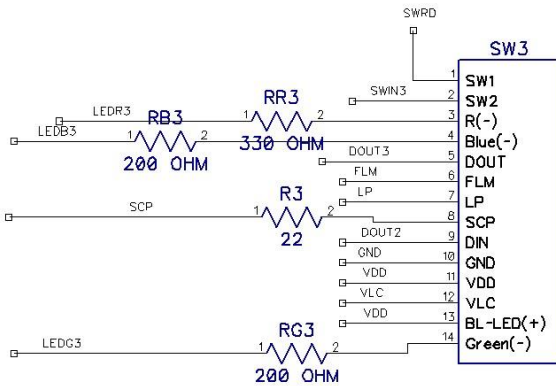 SWRD
SW3
1 SW1
SWIN3 2 SW2
LEDR3 1 RR3 2 3 R(-)
330 OHM
LEDB3 1 RB3 2 4 Blue(-)
200 OHM
DOUT3 5 DOUT
FLM 6 FLM
LP 7 LP
SCP 1 R3 2 8 SCP
22
DOUT2 9 DIN
GND 10 GND
VDD 11 VDD
VLC 12 VLC
VDD 13 BL-LED(+)
LEDG3 1 RG3 2 14 Green(-)
200 OHM